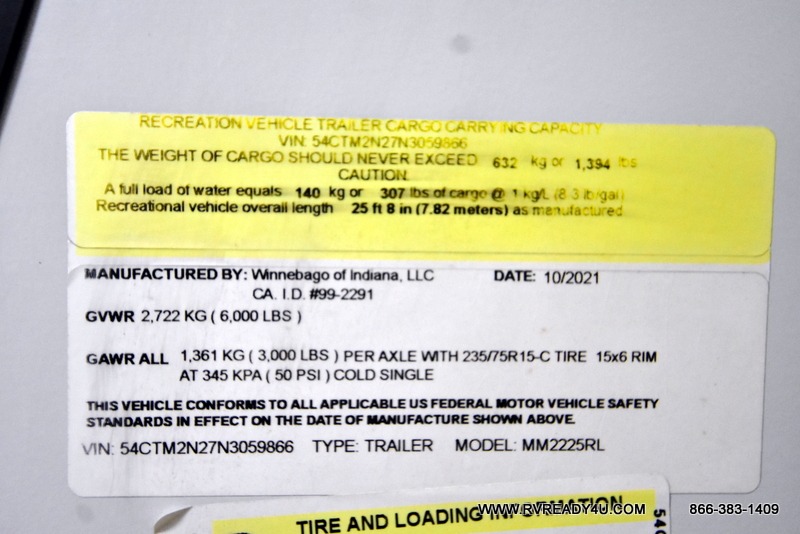 RECREATION VEHICLE TRAILER CARGO CARRYING CAPACITY
VIN: 54CTM2N27N3059866
THE WEIGHT OF CARGO SHOULD NEVER EXCEED 632 kg or 1,394 lbs
CAUTION:
A full load of water equals 140 kg or 307 lbs of cargo @ 1 kg/L (8.3 lb/gal)
Recreational vehicle overall length 25 ft 8 in (7.82 meters) as manufactured
MANUFACTURED BY: Winnebago of Indiana, LLC DATE: 10/2021
CA. I.D. #99-2291
GVWR 2,722 KG ( 6,000 LBS )
GAWR ALL 1,361 KG ( 3,000 LBS ) PER AXLE WITH 235/75R15-C TIRE 15x6 RIM
AT 345 KPA ( 50 PSI ) COLD SINGLE
THIS VEHICLE CONFORMS TO ALL APPLICABLE US FEDERAL MOTOR VEHICLE SAFETY
STANDARDS IN EFFECT ON THE DATE OF MANUFACTURE SHOWN ABOVE.
VIN: 54CTM2N27N3059866 TYPE: TRAILER MODEL: MM2225RL
TIRE AND LOADING INFORMATION
WWW.RVREADY4U.COM 866-383-1409